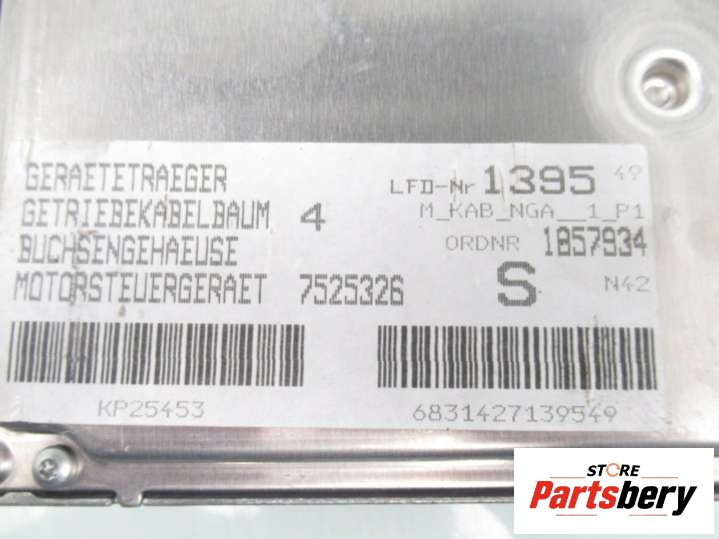 GERAETETRAEGER LFD-Nr 1395 49
GETRIEBEKABELBAUM 4 M_KAB_NGA__1_P1
BUCHSENGEHAEUSE ORDNR 1857934
MOTORSTEUERGERAET 7525326 S N42
KP25453 6831427139549
STORE
Partsbery